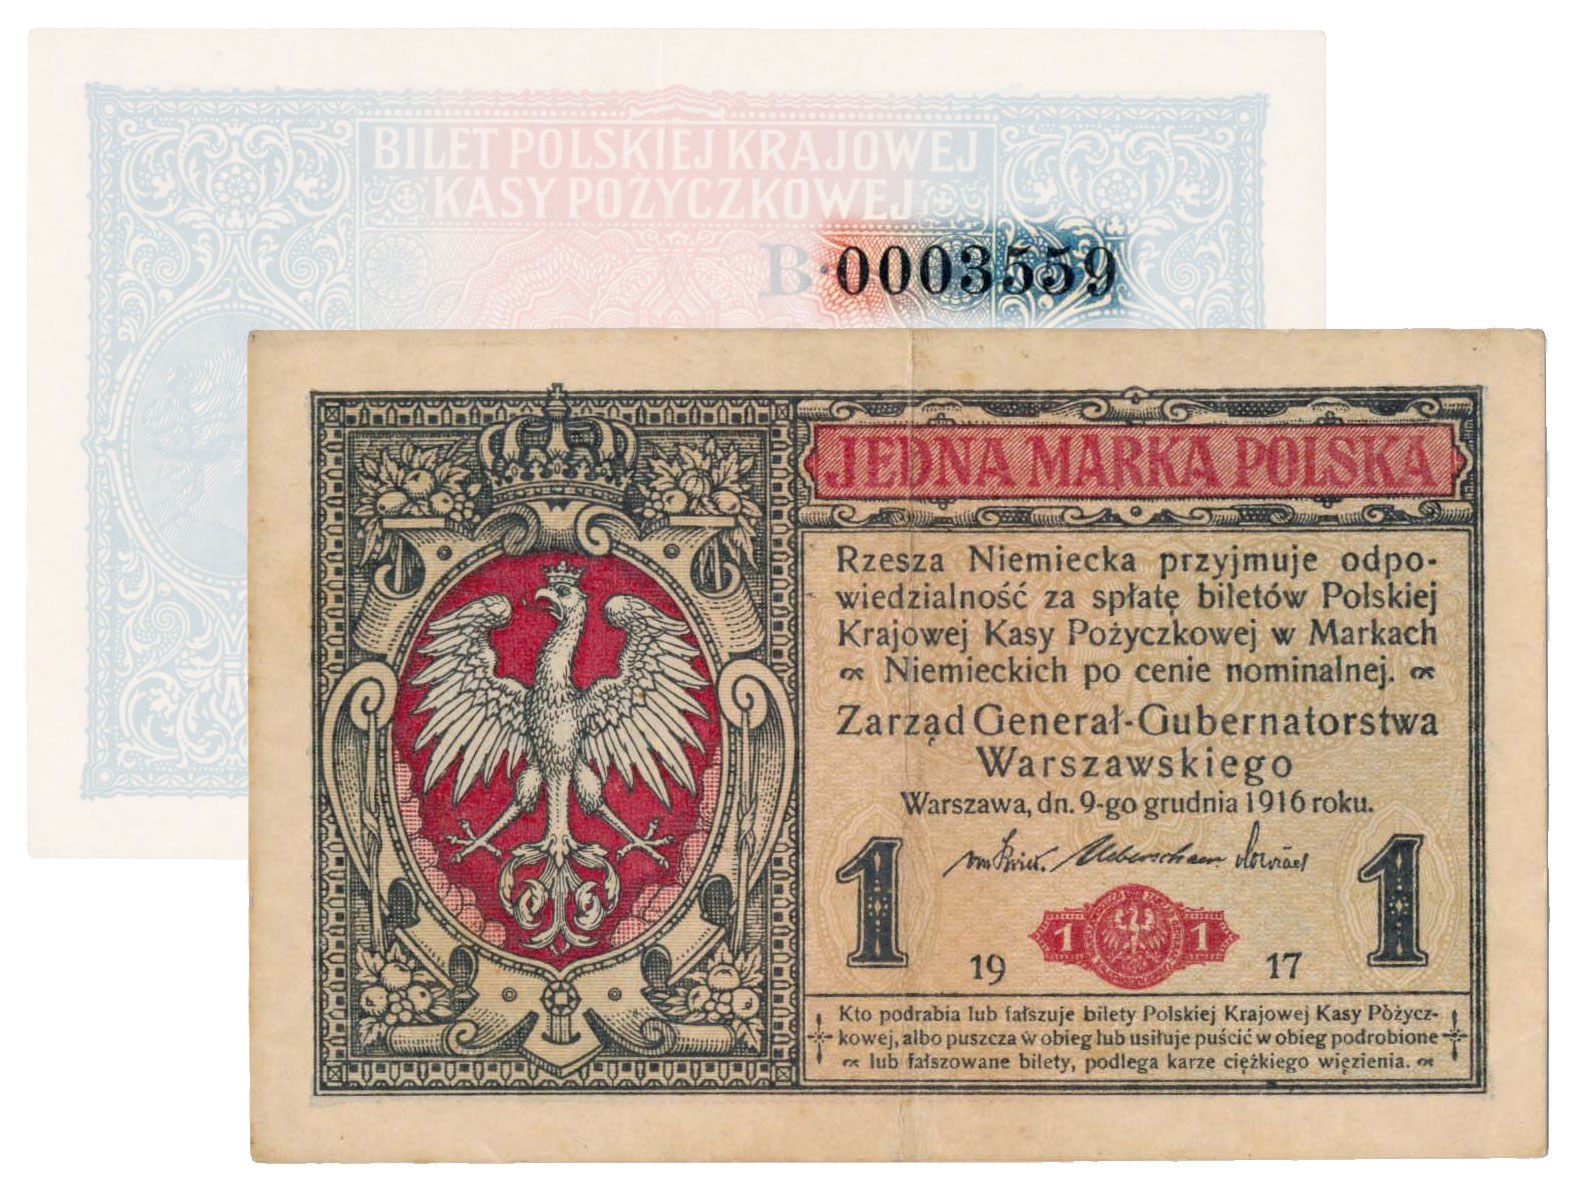 BILET POLSKIEJ KRAJOWEJ
KASY POŻYCZKOWEJ
B·0003559
JEDNA MARKA POLSKA
Rzesza Niemiecka przyjmuje odpo-
wiedzialność za spłatę biletów Polskiej
Krajowej Kasy Pożyczkowej w Markach
Niemieckich po cenie nominalnej.
Zarząd Generał-Gubernatorstwa
Warszawskiego
Warszawa, dn. 9-go grudnia 1916 roku.
1 1
1 1
19 17
Kto podrabia lub fałszuje bilety Polskiej Krajowej Kasy Pożycz-
kowej, albo puszcza w obieg lub usiłuje puścić w obieg podrobione
lub fałszowane bilety, podlega karze ciężkiego więzienia.